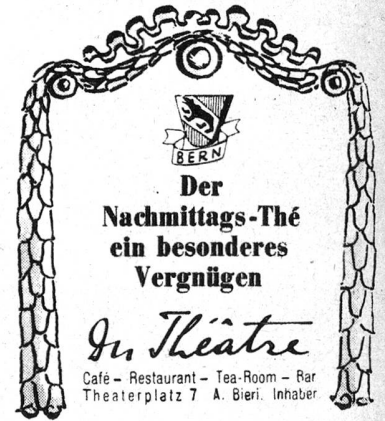 BERN
Der
Nachmittags-Thé
ein besonderes
Vergnügen
Du Théâtre
Café – Restaurant – Tea-Room – Bar
Theaterplatz 7 A. Bieri, Inhaber